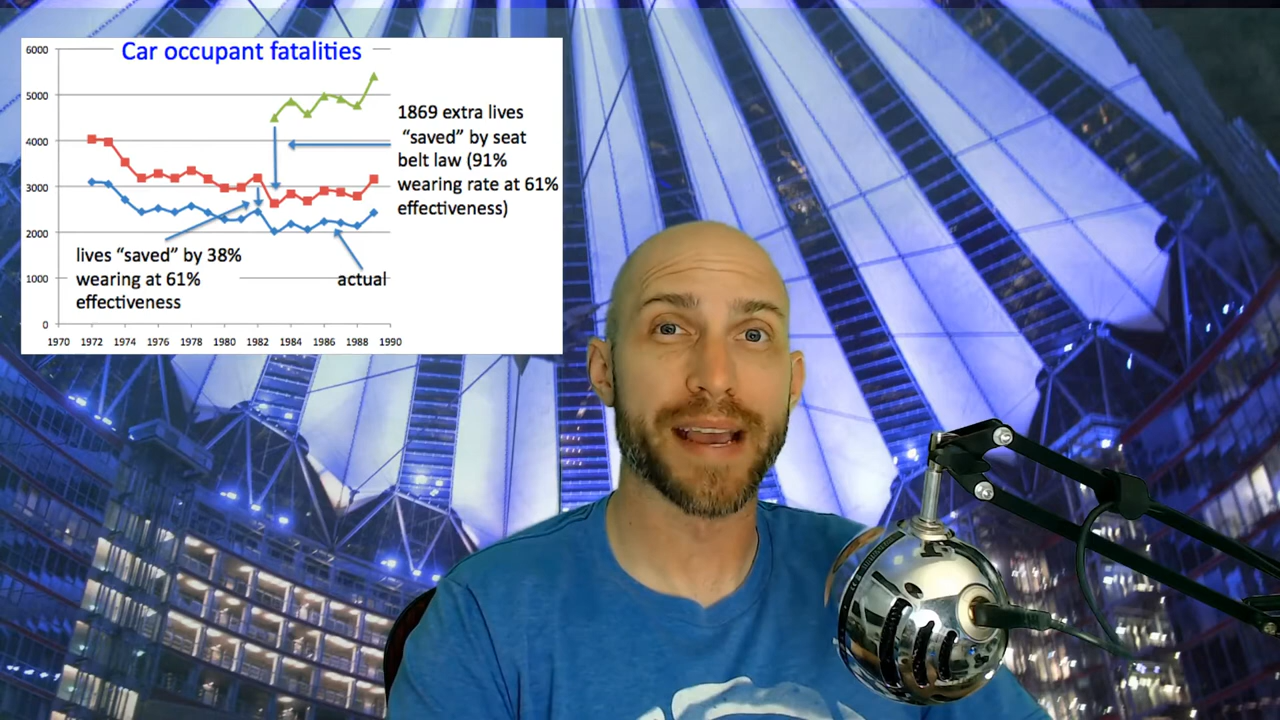 Car occupant fatalities
6000
5000
4000
3000
2000
1000
0
1970 1972 1974 1976 1978 1980 1982 1984 1986 1988 1990
1869 extra lives
“saved” by seat
belt law (91%
wearing rate at 61%
effectiveness)
lives “saved” by 38%
wearing at 61%
effectiveness
actual